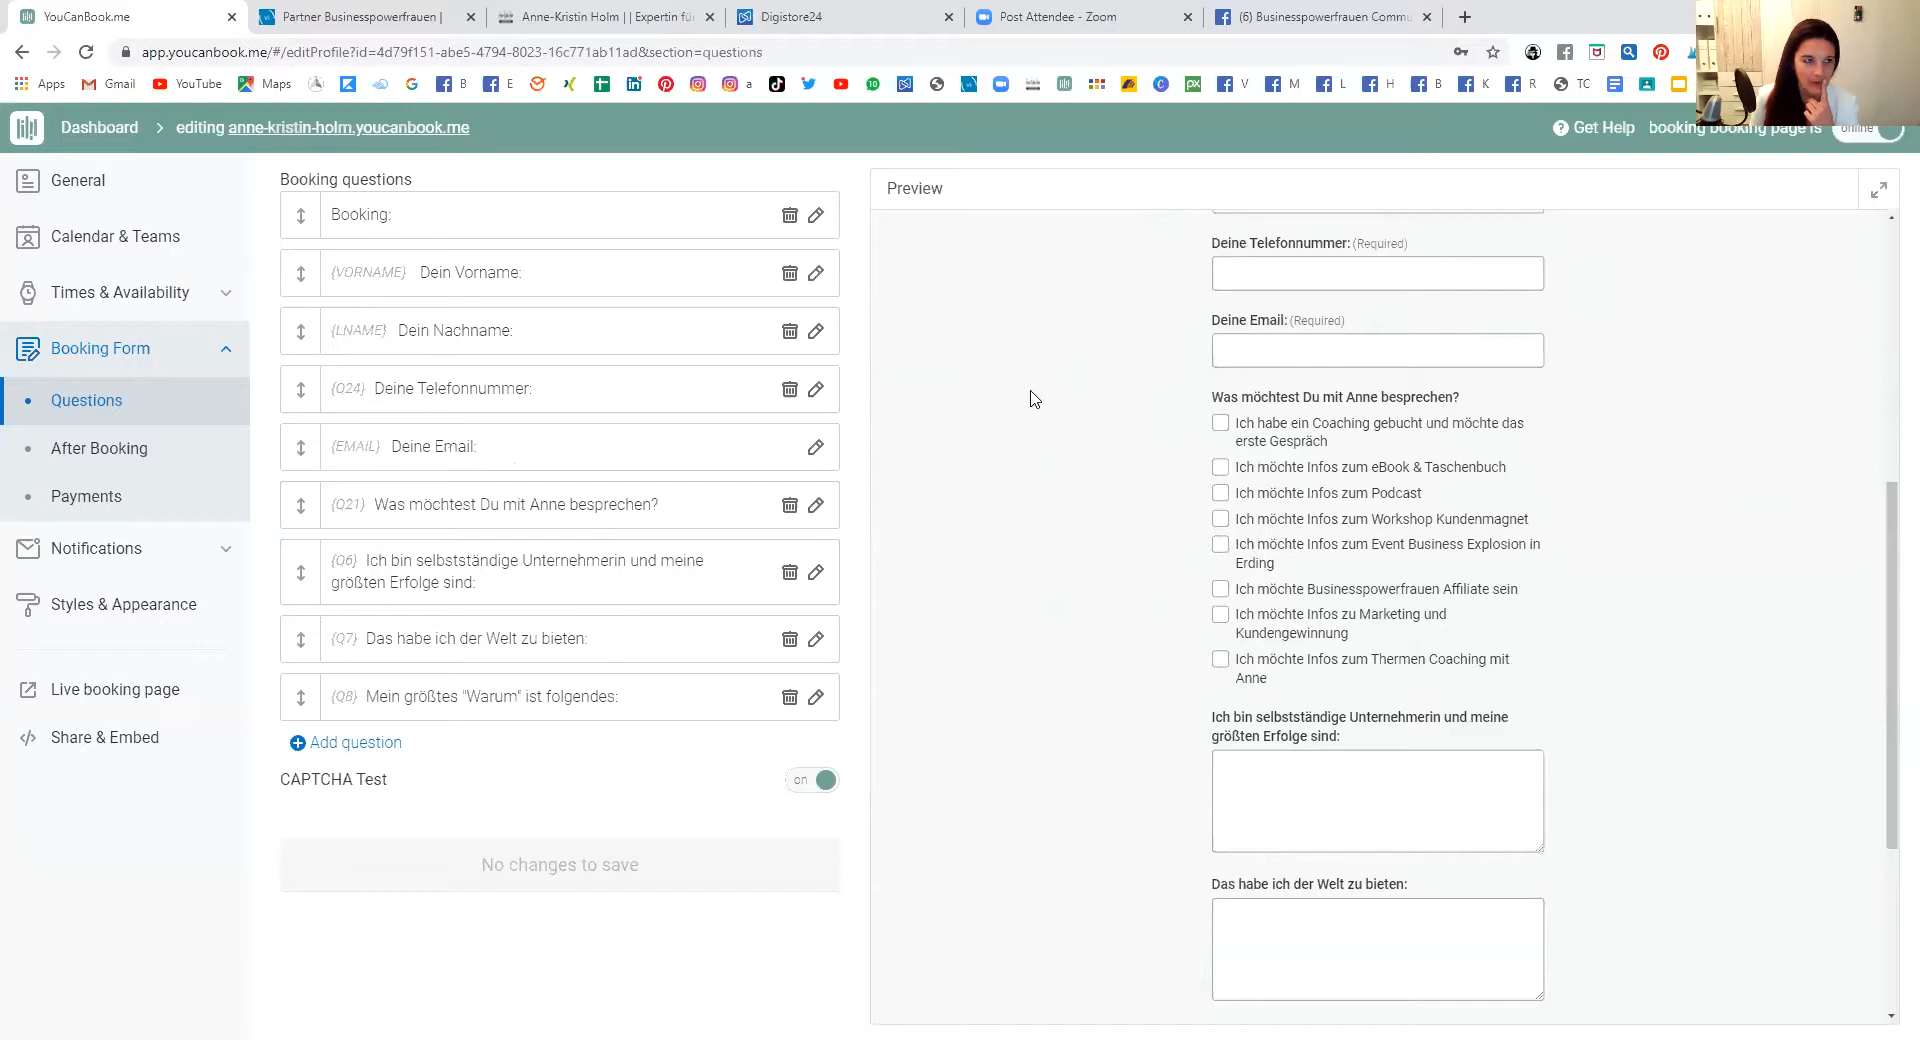 YouCanBook.me
Partner Businesspowerfrauen |
Anne-Kristin Holm | | Expertin fü
Digistore24
Post Attendee - Zoom
(6) Businesspowerfrauen Commu
app.youcanbook.me/#/editProfile?id=4d79f151-abe5-4794-8023-16c771ab11ad&section=questions
Apps
Gmail
YouTube
Maps
B
E
a
V
M
L
H
B
K
R
TC
Dashboard
editing anne-kristin-holm.youcanbook.me
Get Help
booking booking page is
online
General
Calendar & Teams
Times & Availability
Booking Form
Questions
After Booking
Payments
Notifications
Styles & Appearance
Live booking page
Share & Embed
Booking questions
Booking:
{VORNAME} Dein Vorname:
{LNAME} Dein Nachname:
{Q24} Deine Telefonnummer:
{EMAIL} Deine Email:
{Q21} Was möchtest Du mit Anne besprechen?
{Q6} Ich bin selbstständige Unternehmerin und meine
größten Erfolge sind:
{Q7} Das habe ich der Welt zu bieten:
{Q8} Mein größtes "Warum" ist folgendes:
Add question
CAPTCHA Test
on
No changes to save
Preview
Deine Telefonnummer: (Required)
Deine Email: (Required)
Was möchtest Du mit Anne besprechen?
Ich habe ein Coaching gebucht und möchte das
erste Gespräch
Ich möchte Infos zum eBook & Taschenbuch
Ich möchte Infos zum Podcast
Ich möchte Infos zum Workshop Kundenmagnet
Ich möchte Infos zum Event Business Explosion in
Erding
Ich möchte Businesspowerfrauen Affiliate sein
Ich möchte Infos zu Marketing und
Kundengewinnung
Ich möchte Infos zum Thermen Coaching mit
Anne
Ich bin selbstständige Unternehmerin und meine
größten Erfolge sind:
Das habe ich der Welt zu bieten: